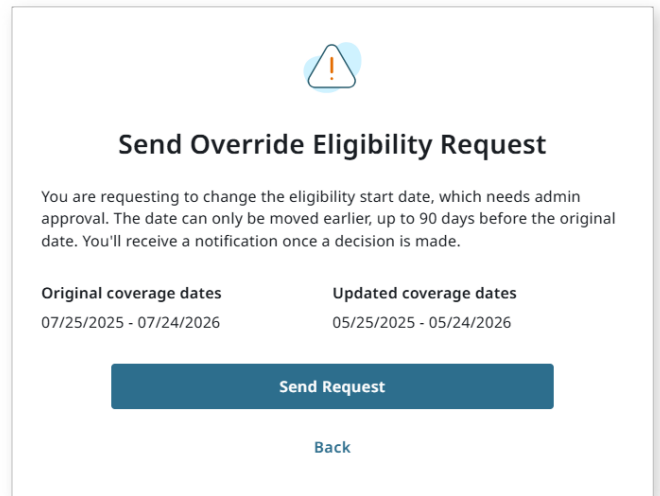 Send Override Eligibility Request
You are requesting to change the eligibility start date, which needs admin
approval. The date can only be moved earlier, up to 90 days before the original
date. You'll receive a notification once a decision is made.
Original coverage dates
07/25/2025 - 07/24/2026
Updated coverage dates
05/25/2025 - 05/24/2026
Send Request
Back